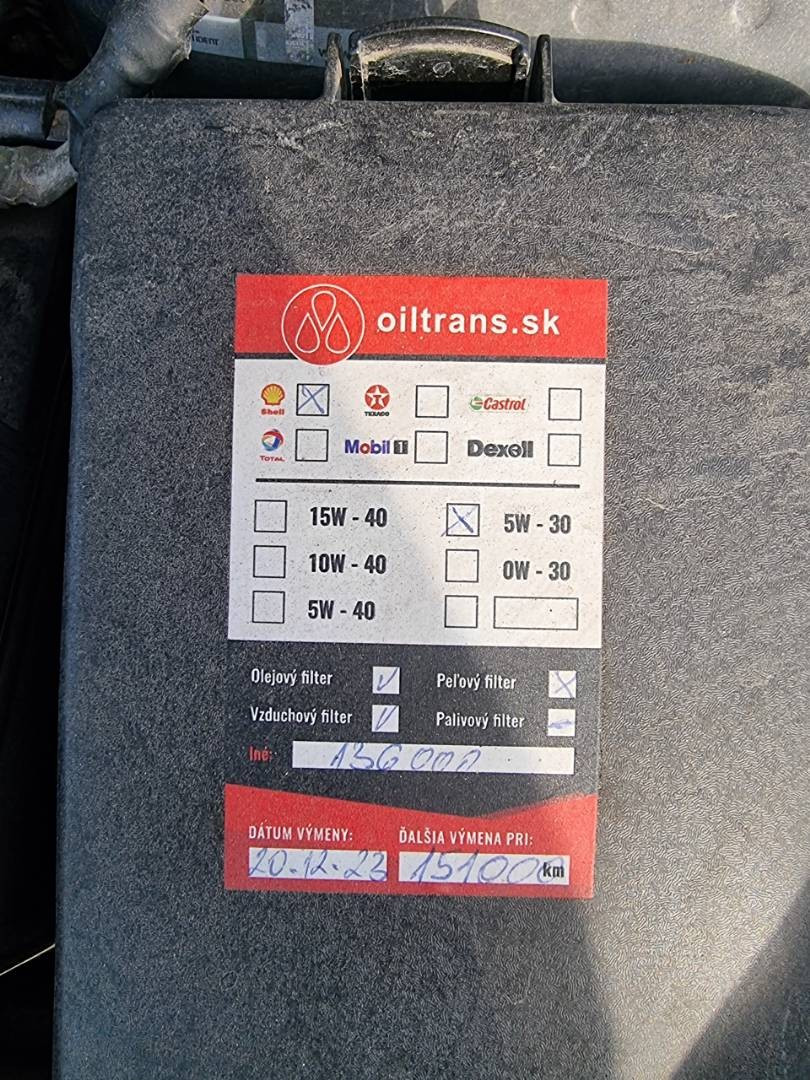 oiltrans.sk
Shell TEXACO Castrol
TOTAL Mobil 1 Dexoll
15W - 40 5W - 30
10W - 40 0W - 30
5W - 40
Olejový filter Peľový filter
Vzduchový filter Palivový filter
Iné: 136000
DÁTUM VÝMENY: ĎALŠIA VÝMENA PRI:
20.12.23 151000 km